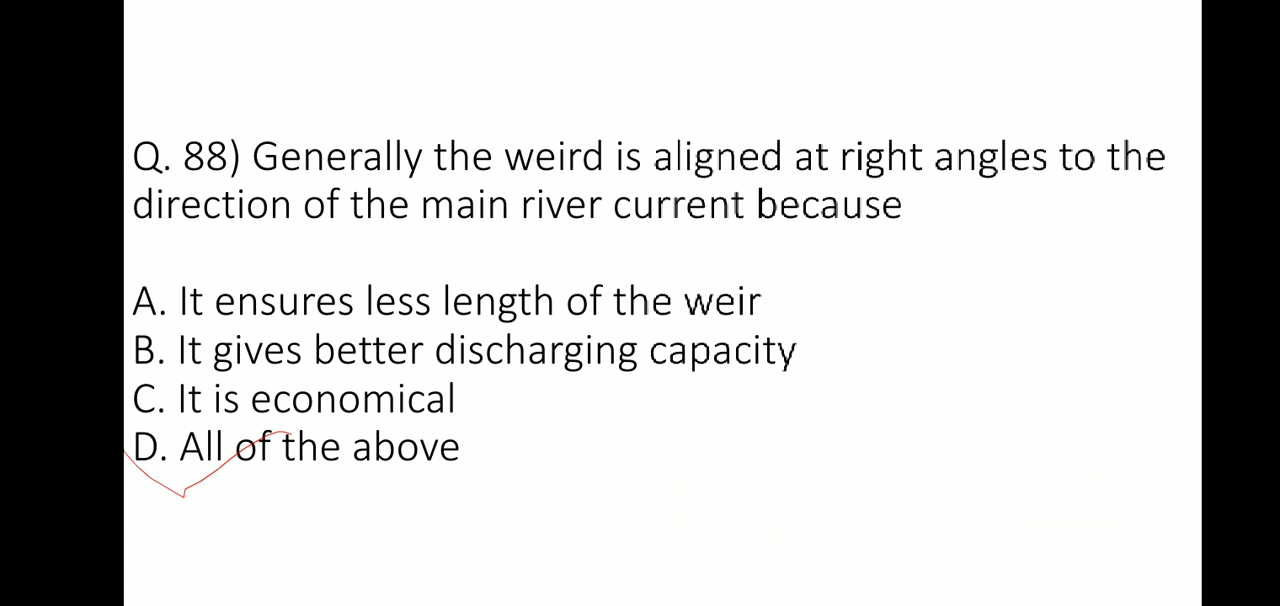 Q. 88) Generally the weird is aligned at right angles to the
direction of the main river current because
A. It ensures less length of the weir
B. It gives better discharging capacity
C. It is economical
D. All of the above